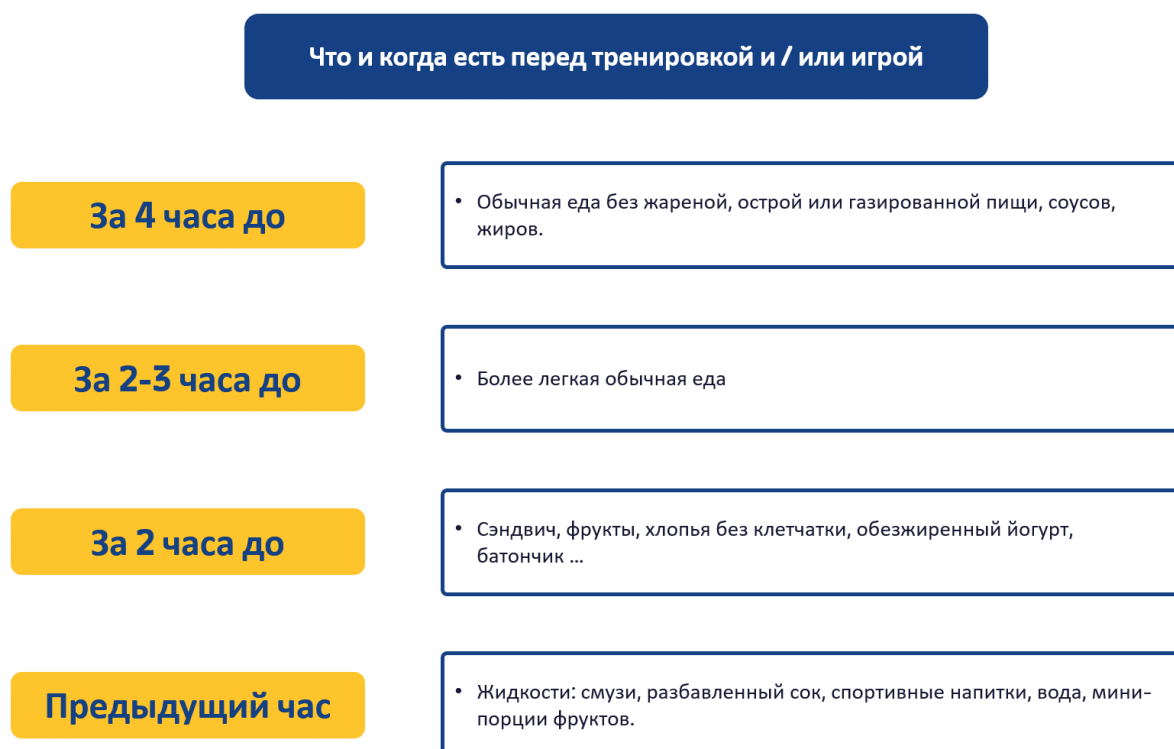 Что и когда есть перед тренировкой и / или игрой
За 4 часа до
• Обычная еда без жареной, острой или газированной пищи, соусов,
жиров.
За 2-3 часа до
• Более легкая обычная еда
За 2 часа до
• Сэндвич, фрукты, хлопья без клетчатки, обезжиренный йогурт,
батончик ...
Предыдущий час
• Жидкости: смузи, разбавленный сок, спортивные напитки, вода, мини-
порции фруктов.